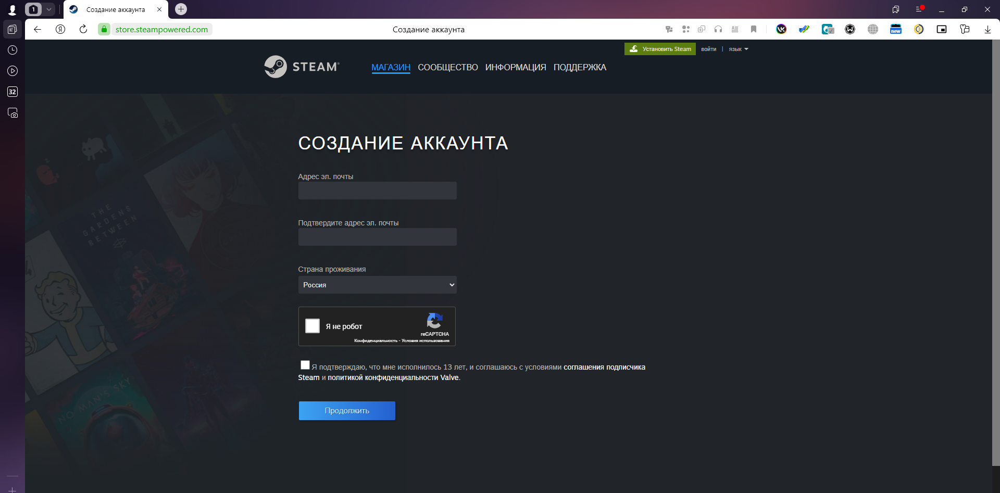 1
Создание аккаунта
store.steampowered.com
Создание аккаунта
new
32
Установить Steam
войти | язык
STEAM
МАГАЗИН СООБЩЕСТВО ИНФОРМАЦИЯ ПОДДЕРЖКА
СОЗДАНИЕ АККАУНТА
Адрес эл. почты
Подтвердите адрес эл. почты
Страна проживания
Россия
Я не робот
reCAPTCHA
Конфиденциальность - Условия использования
Я подтверждаю, что мне исполнилось 13 лет, и соглашаюсь с условиями соглашения подписчика
Steam и политикой конфиденциальности Valve.
Продолжить
THE
GARDENS
BETWEEN
NO MAN'S SKY